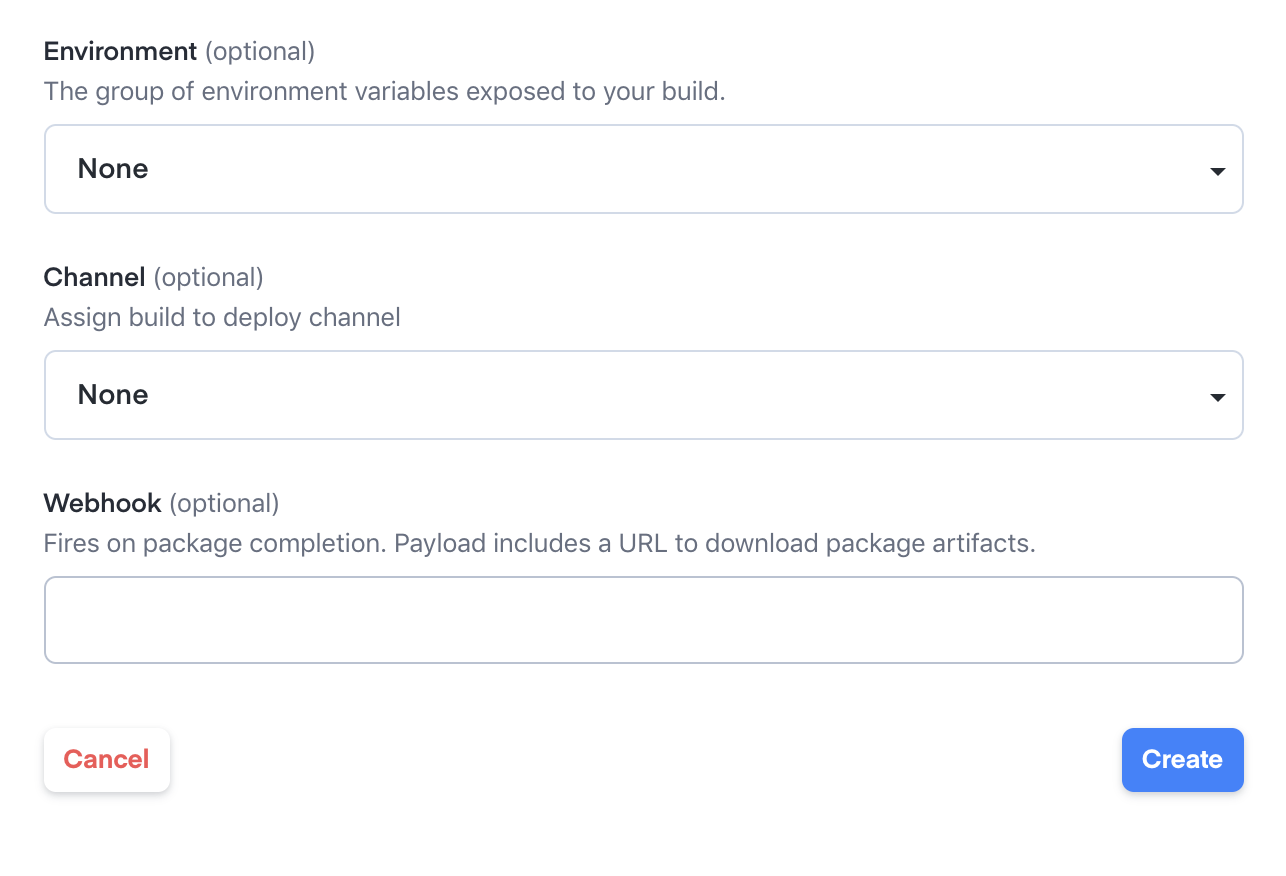 Environment (optional)
The group of environment variables exposed to your build.
None
Channel (optional)
Assign build to deploy channel
None
Webhook (optional)
Fires on package completion. Payload includes a URL to download package artifacts.
Cancel
Create